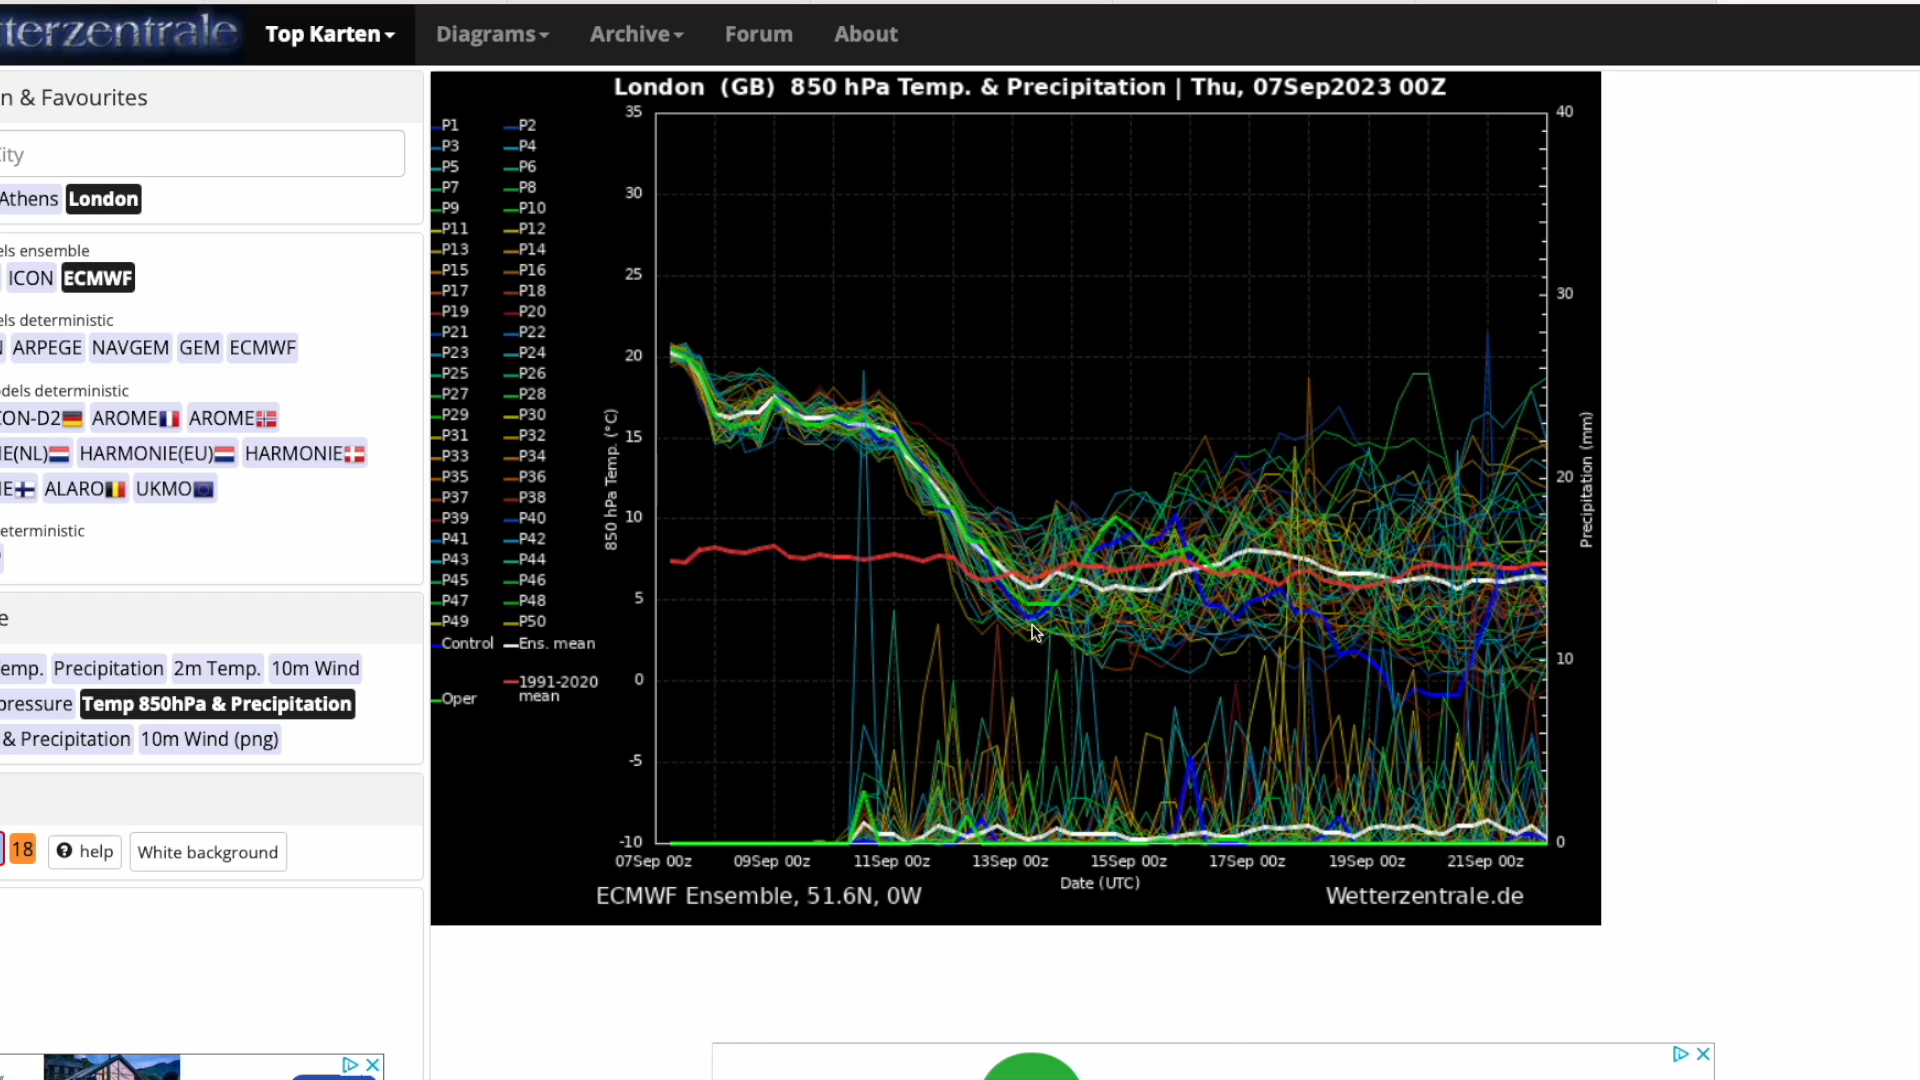 tterzentrale Top Karten Diagrams Archive Forum About
n & Favourites
City
Athens London
els ensemble
ICON ECMWF
els deterministic
N ARPEGE NAVGEM GEM ECMWF
odels deterministic
CON-D2 AROME AROME
IE(NL) HARMONIE(EU) HARMONIE
IE ALARO UKMO
deterministic
e
emp. Precipitation 2m Temp. 10m Wind
pressure Temp 850hPa & Precipitation
& Precipitation 10m Wind (png)
18 help White background
London (GB) 850 hPa Temp. & Precipitation | Thu, 07Sep2023 00Z
P1 P2
P3 P4
P5 P6
P7 P8
P9 P10
P11 P12
P13 P14
P15 P16
P17 P18
P19 P20
P21 P22
P23 P24
P25 P26
P27 P28
P29 P30
P31 P32
P33 P34
P35 P36
P37 P38
P39 P40
P41 P42
P43 P44
P45 P46
P47 P48
P49 P50
Control Ens. mean
1991-2020
mean
Oper
850 hPa Temp. (°C)
35
30
25
20
15
10
5
0
-5
-10
40
30
20
10
0
Precipitation (mm)
07Sep 00z 09Sep 00z 11Sep 00z 13Sep 00z 15Sep 00z 17Sep 00z 19Sep 00z 21Sep 00z
Date (UTC)
ECMWF Ensemble, 51.6N, 0W Wetterzentrale.de